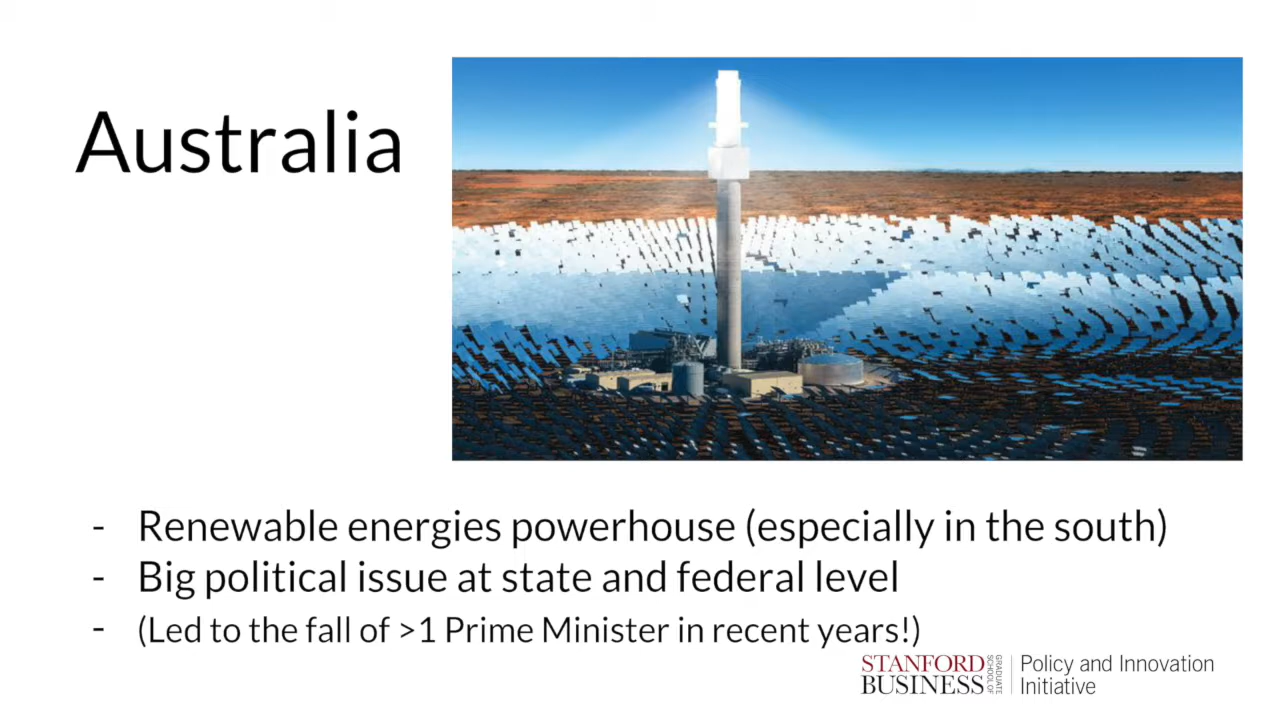 Australia
- Renewable energies powerhouse (especially in the south)
- Big political issue at state and federal level
- (Led to the fall of >1 Prime Minister in recent years!)
STANFORD
BUSINESS
GRADUATE
SCHOOL OF
Policy and Innovation
Initiative